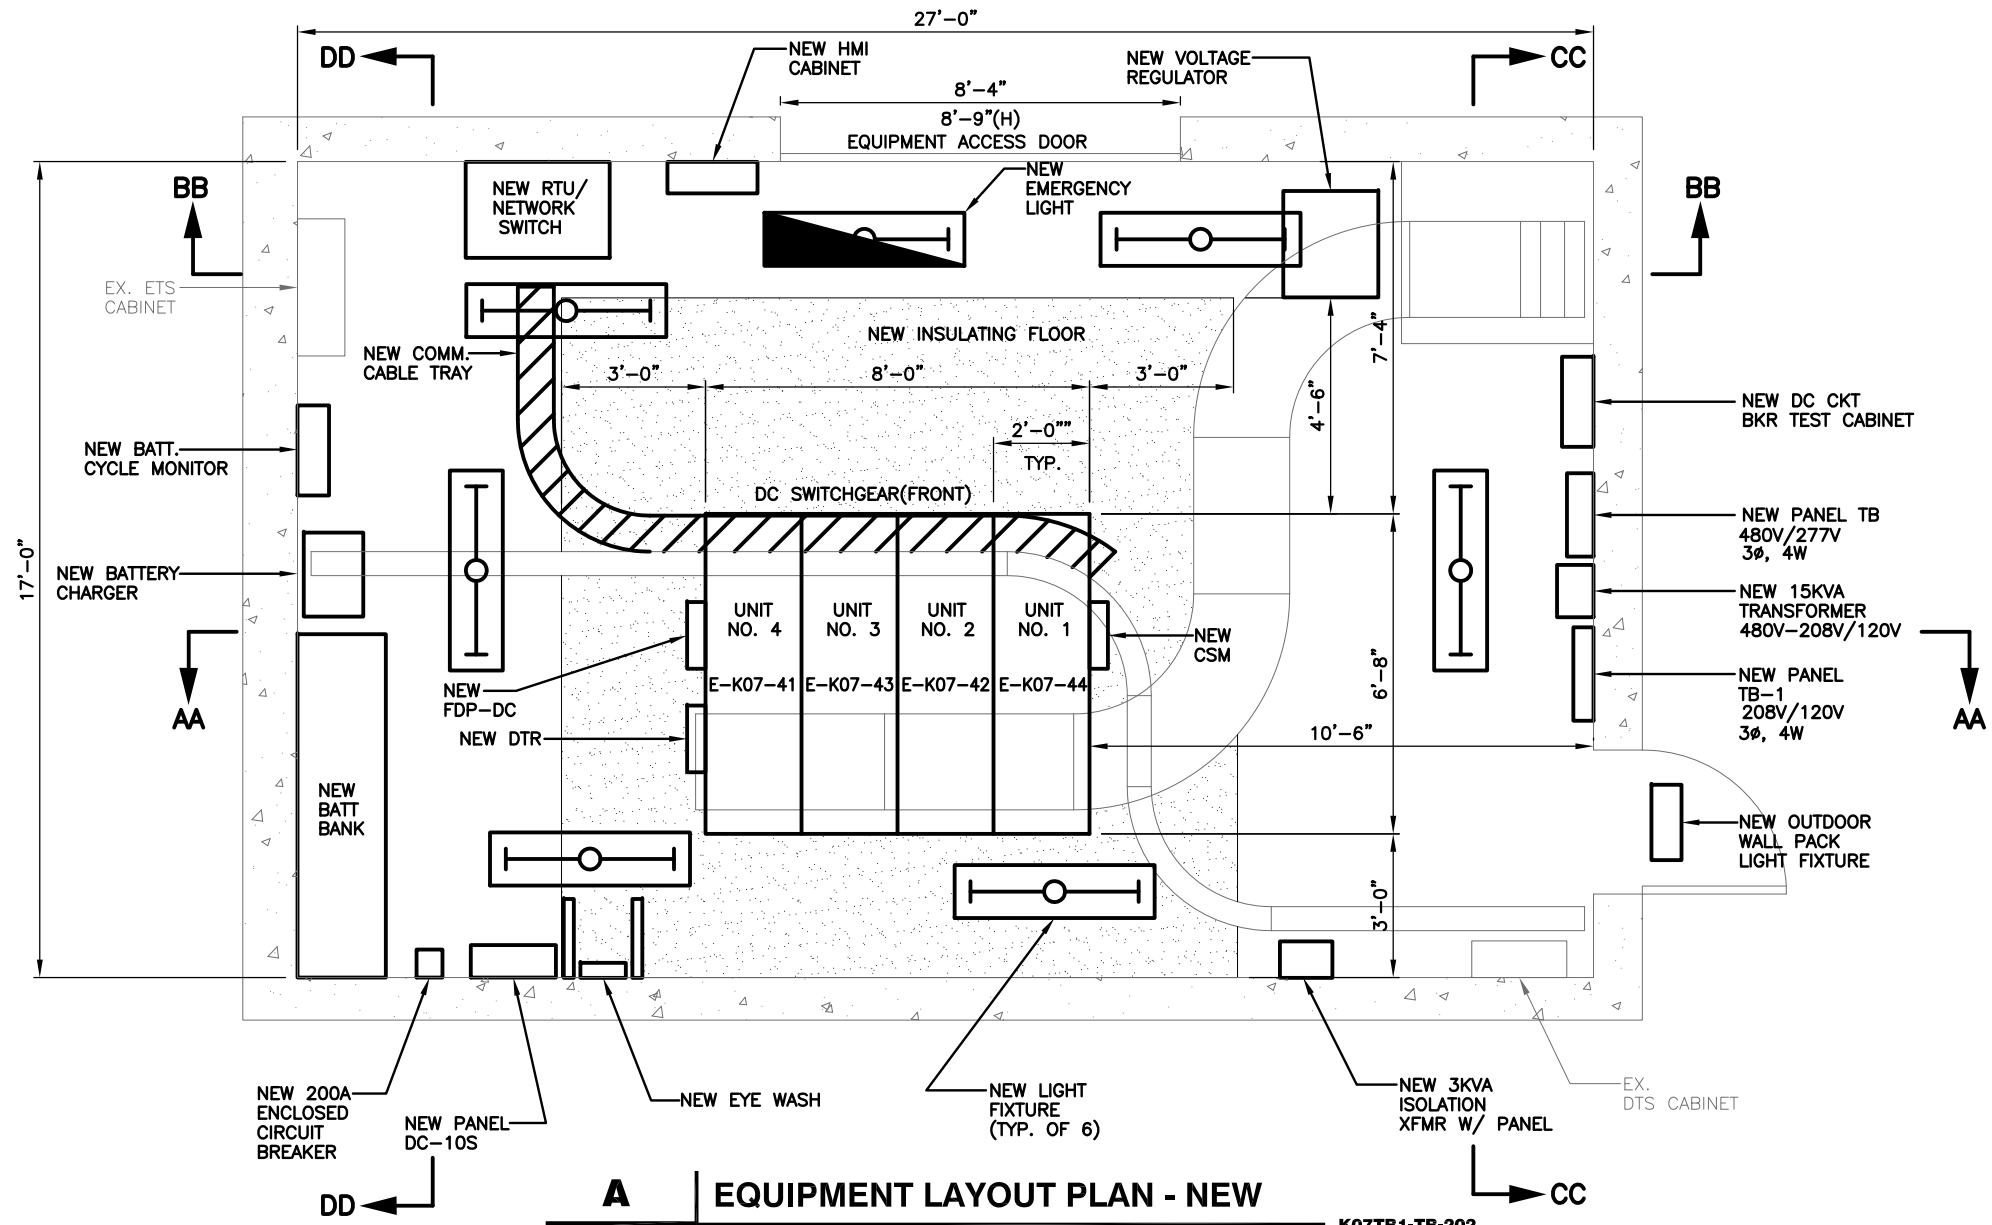 27'-0"
DD
NEW HMI
CABINET
NEW VOLTAGE
REGULATOR
CC
8'-4"
8'-9"(H)
EQUIPMENT ACCESS DOOR
BB
NEW RTU/
NETWORK
SWITCH
NEW
EMERGENCY
LIGHT
BB
EX. ETS
CABINET
NEW INSULATING FLOOR
NEW COMM.
CABLE TRAY
3'-0"
8'-0"
3'-0"
7'-4"
4'-6"
2'-0""
TYP.
NEW DC CKT
BKR TEST CABINET
NEW BATT.
CYCLE MONITOR
DC SWITCHGEAR(FRONT)
NEW PANEL TB
480V/277V
3ø, 4W
17'-0"
NEW BATTERY
CHARGER
NEW 15KVA
TRANSFORMER
480V-208V/120V
UNIT
NO. 4
UNIT
NO. 3
UNIT
NO. 2
UNIT
NO. 1
NEW
CSM
E-K07-41
E-K07-43
E-K07-42
E-K07-44
6'-8"
NEW
FDP-DC
NEW PANEL
TB-1
208V/120V
3ø, 4W
AA
AA
NEW DTR
10'-6"
NEW
BATT
BANK
NEW OUTDOOR
WALL PACK
LIGHT FIXTURE
3'-0"
NEW 200A
ENCLOSED
CIRCUIT
BREAKER
NEW PANEL
DC-10S
NEW EYE WASH
NEW LIGHT
FIXTURE
(TYP. OF 6)
NEW 3KVA
ISOLATION
XFMR W/ PANEL
EX.
DTS CABINET
DD
A
EQUIPMENT LAYOUT PLAN - NEW
CC
K07TB1-TB-202